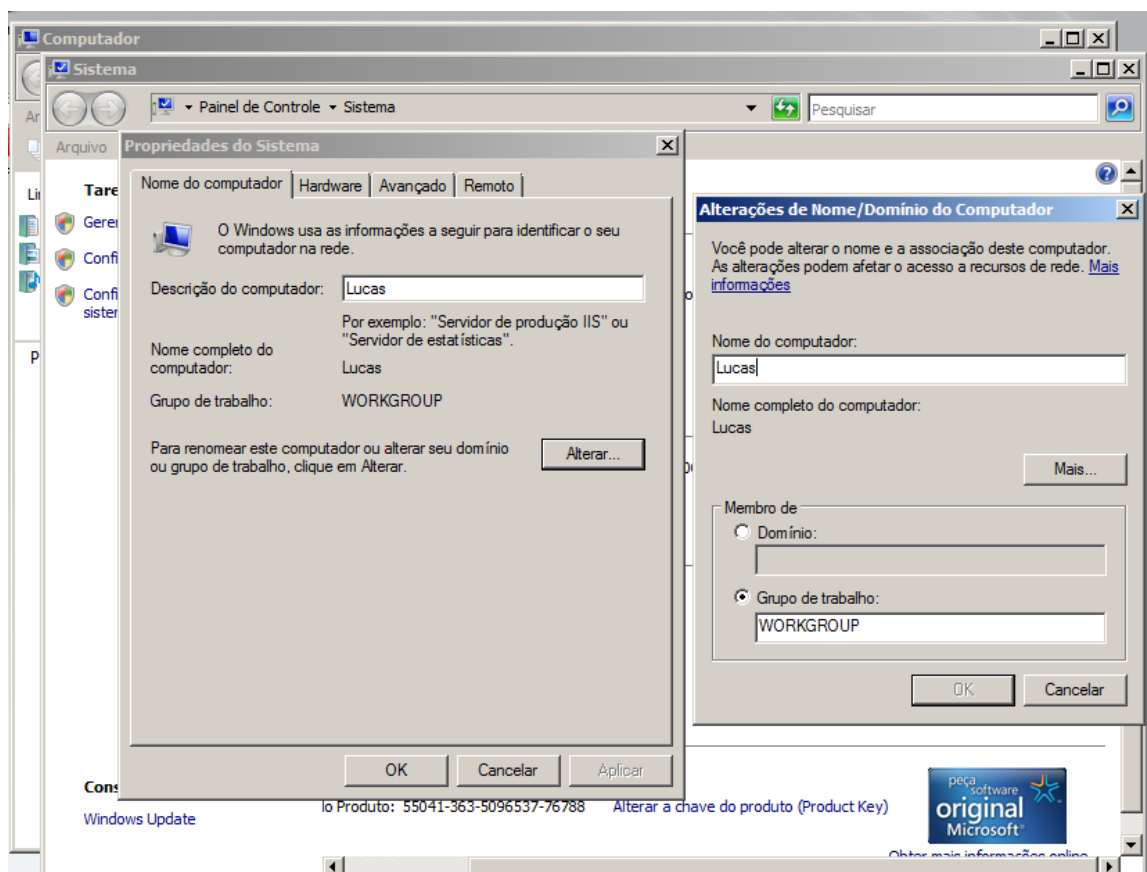 Computador
Sistema
Painel de Controle Sistema
Pesquisar
Arquivo
Propriedades do Sistema
Nome do computador Hardware Avançado Remoto
O Windows usa as informações a seguir para identificar o seu
computador na rede.
Descrição do computador: Lucas
Por exemplo: "Servidor de produção IIS" ou
"Servidor de estatísticas".
Nome completo do
computador: Lucas
Grupo de trabalho: WORKGROUP
Para renomear este computador ou alterar seu domínio
ou grupo de trabalho, clique em Alterar.
Alterar...
OK Cancelar Aplicar
Alterações de Nome/Domínio do Computador
Você pode alterar o nome e a associação deste computador.
As alterações podem afetar o acesso a recursos de rede. Mais
informações
Nome do computador:
Lucas
Nome completo do computador:
Lucas
Mais...
Membro de
Domínio:
Grupo de trabalho:
WORKGROUP
OK Cancelar
Windows Update
lo Produto: 55041-363-5096537-76788 Alterar a chave do produto (Product Key)
peça
software
original
Microsoft
Obter mais informações online